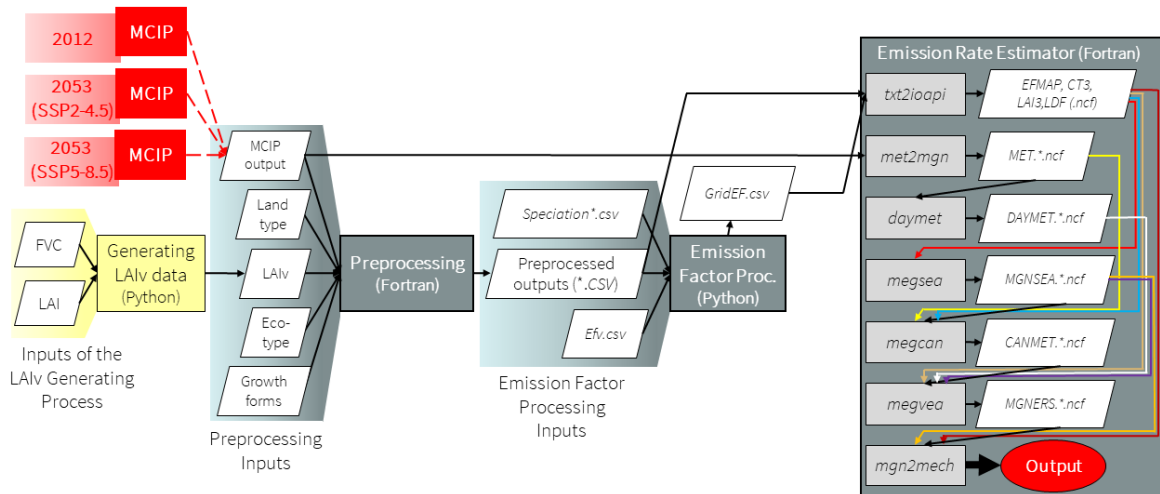 2012
MCIP
2053
(SSP2-4.5)
MCIP
2053
(SSP5-8.5)
MCIP
FVC
LAI
Generating
LAIv data
(Python)
Inputs of the
LAIv Generating
Process
MCIP
output
Land
type
LAIv
Eco-
type
Growth
forms
Preprocessing
Inputs
Preprocessing
(Fortran)
Speciation*.csv
Preprocessed
outputs (*.CSV)
Efv.csv
Emission Factor
Processing
Inputs
GridEF.csv
Emission
Factor Proc.
(Python)
Emission Rate Estimator (Fortran)
txt2ioapi
EFMAP, CT3,
LAI3,LDF (.ncf)
met2mgn
MET.*.ncf
daymet
DAYMET.*.ncf
megsea
MGNSEA.*.ncf
megcan
CANMET.*.ncf
megvea
MGNERS.*.ncf
mgn2mech
Output